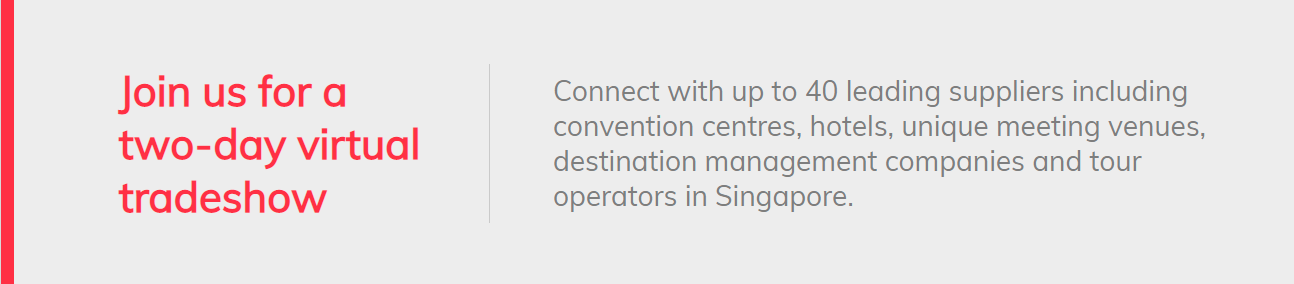 Join us for a
two-day virtual
tradeshow
Connect with up to 40 leading suppliers including
convention centres, hotels, unique meeting venues,
destination management companies and tour
operators in Singapore.